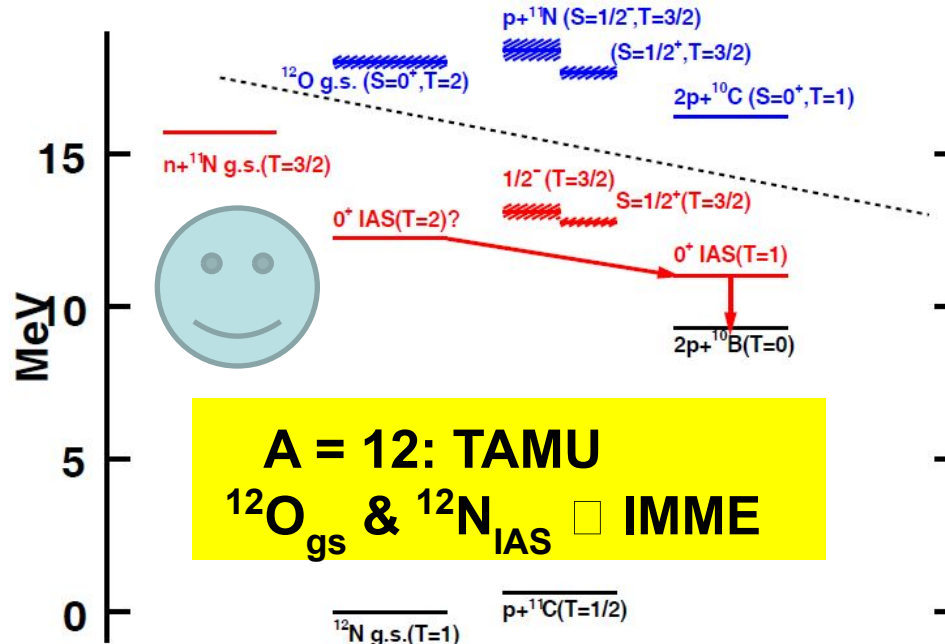 p+¹¹N (S=1/2⁻,T=3/2)
(S=1/2⁺,T=3/2)
¹²O g.s. (S=0⁺,T=2)
2p+¹⁰C (S=0⁺,T=1)
15
n+¹¹N g.s.(T=3/2)
1/2⁻ (T=3/2)
S=1/2⁺(T=3/2)
0⁺ IAS(T=2)?
0⁺ IAS(T=1)
10
MeV
2p+¹⁰B(T=0)
A = 12: TAMU
¹²O_gs & ¹²N_IAS □ IMME
5
p+¹¹C(T=1/2)
0
¹²N g.s.(T=1)